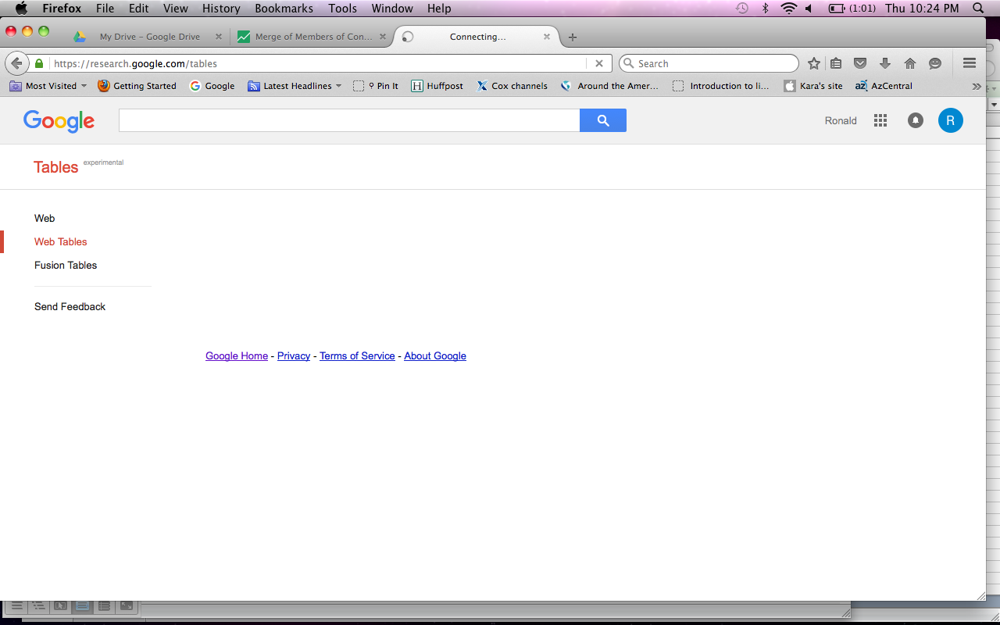 Firefox File Edit View History Bookmarks Tools Window Help (1:01) Thu 10:24 PM
My Drive – Google Drive Merge of Members of Con... Connecting...
https://research.google.com/tables Search
Most Visited Getting Started Google Latest Headlines Pin It Huffpost Cox channels Around the Amer... Introduction to li... Kara's site AzCentral
Google Ronald R
Tables experimental
Web
Web Tables
Fusion Tables
Send Feedback
Google Home - Privacy - Terms of Service - About Google